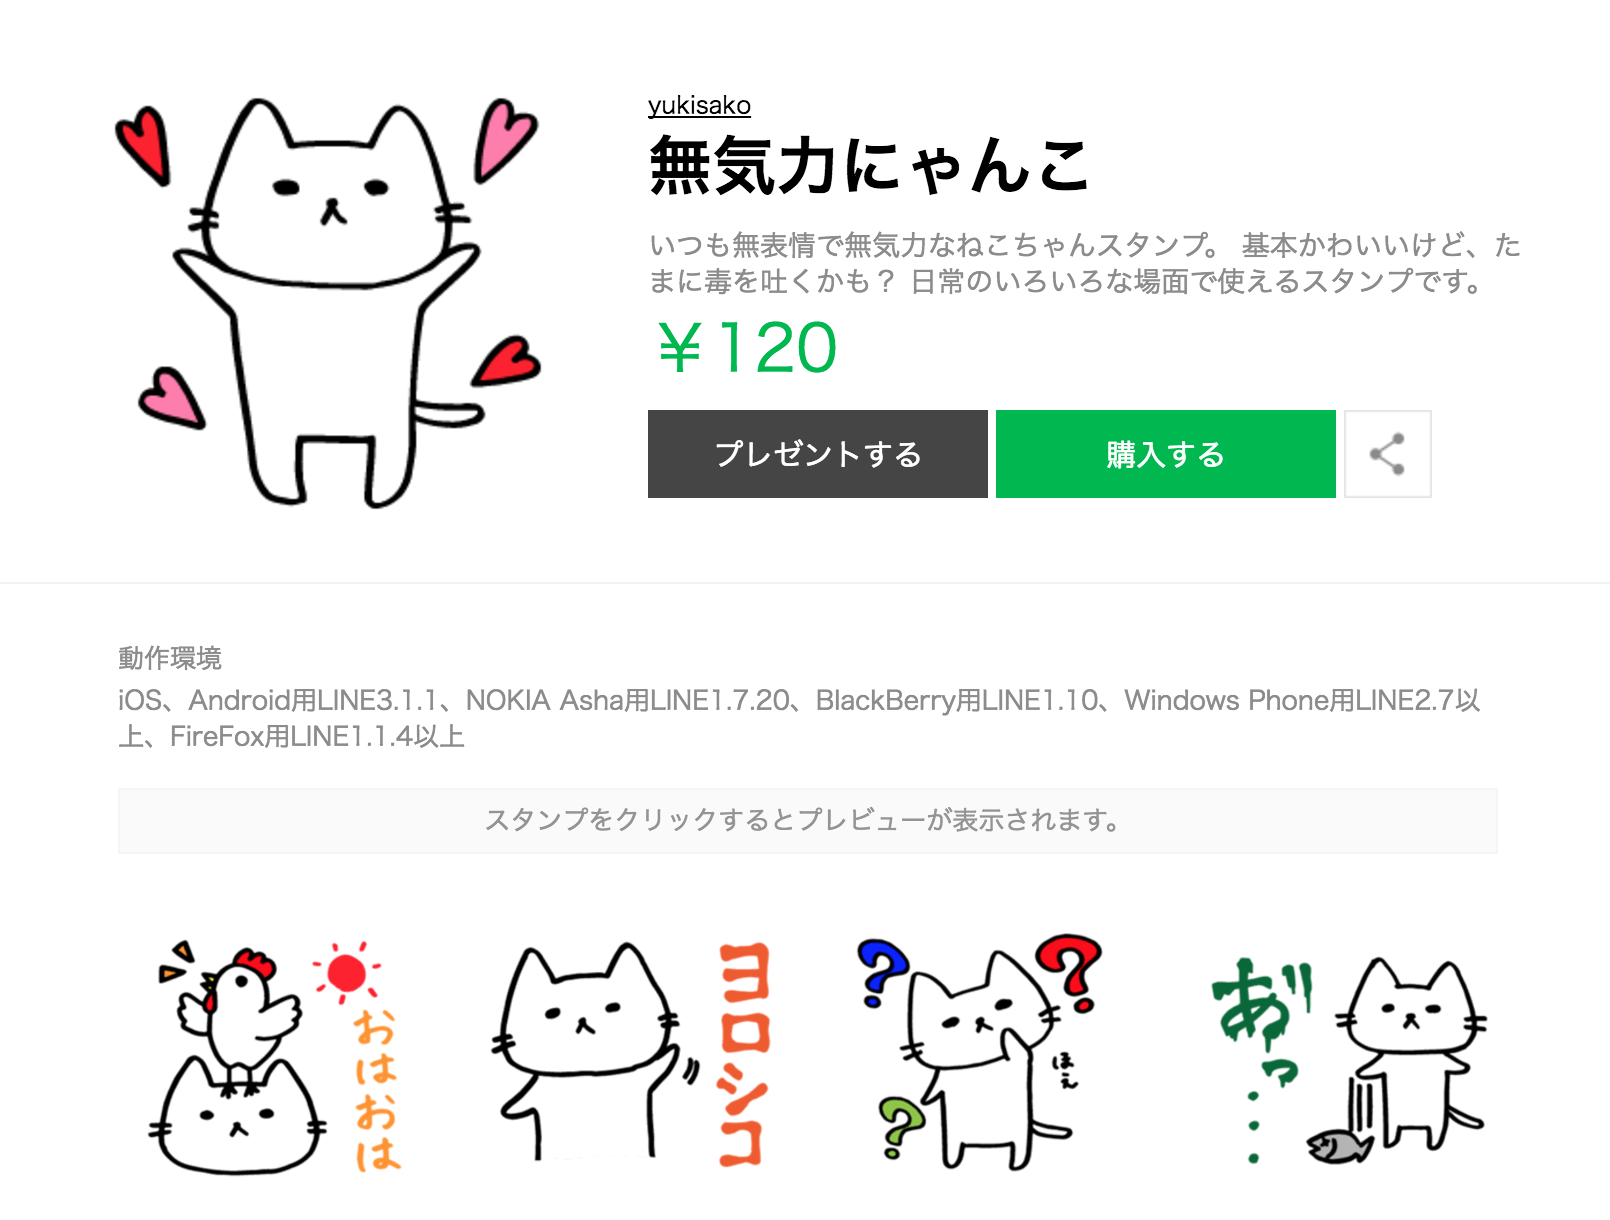 yukisako
無気力にゃんこ
いつも無表情で無気力なねこちゃんスタンプ。 基本かわいいけど、た
まに毒を吐くかも？ 日常のいろいろな場面で使えるスタンプです。
￥120
プレゼントする
購入する
動作環境
iOS、Android用LINE3.1.1、NOKIA Asha用LINE1.7.20、BlackBerry用LINE1.10、Windows Phone用LINE2.7以
上、FireFox用LINE1.1.4以上
スタンプをクリックするとプレビューが表示されます。
おはおは
ヨロシコ
? ? ?
ほぇ
あ゛っ・・・